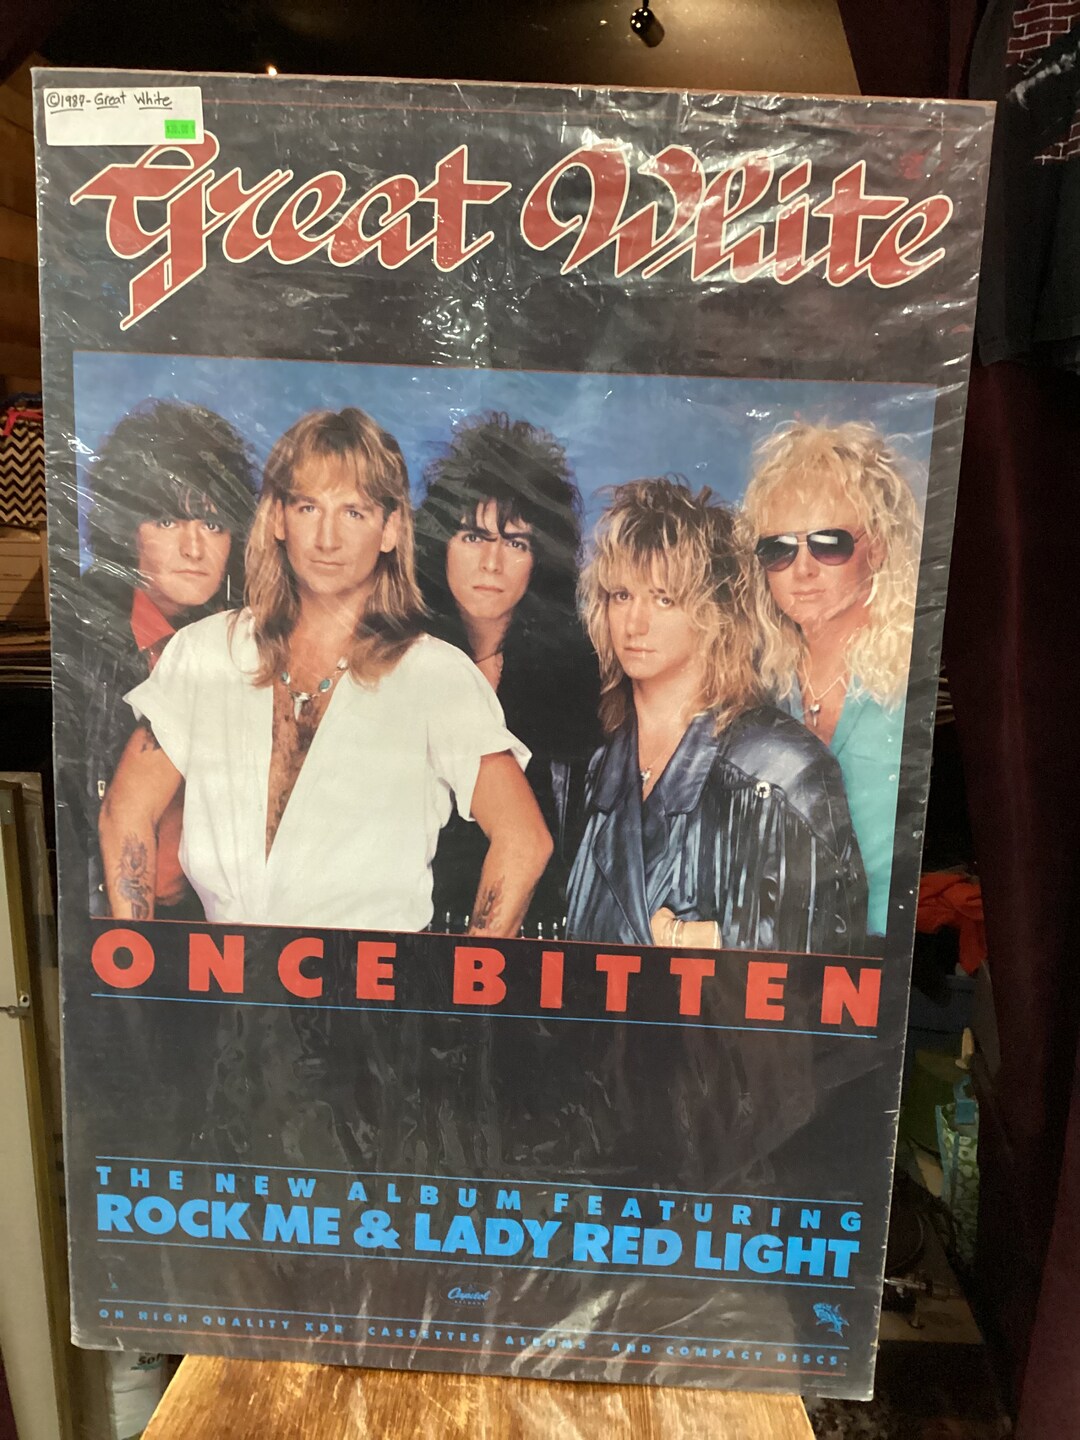 ©1987- Great White
Great White
ONCE BITTEN
THE NEW ALBUM FEATURING
ROCK ME & LADY RED LIGHT
Capitol
ON HIGH QUALITY XDR CASSETTES, ALBUMS AND COMPACT DISCS.